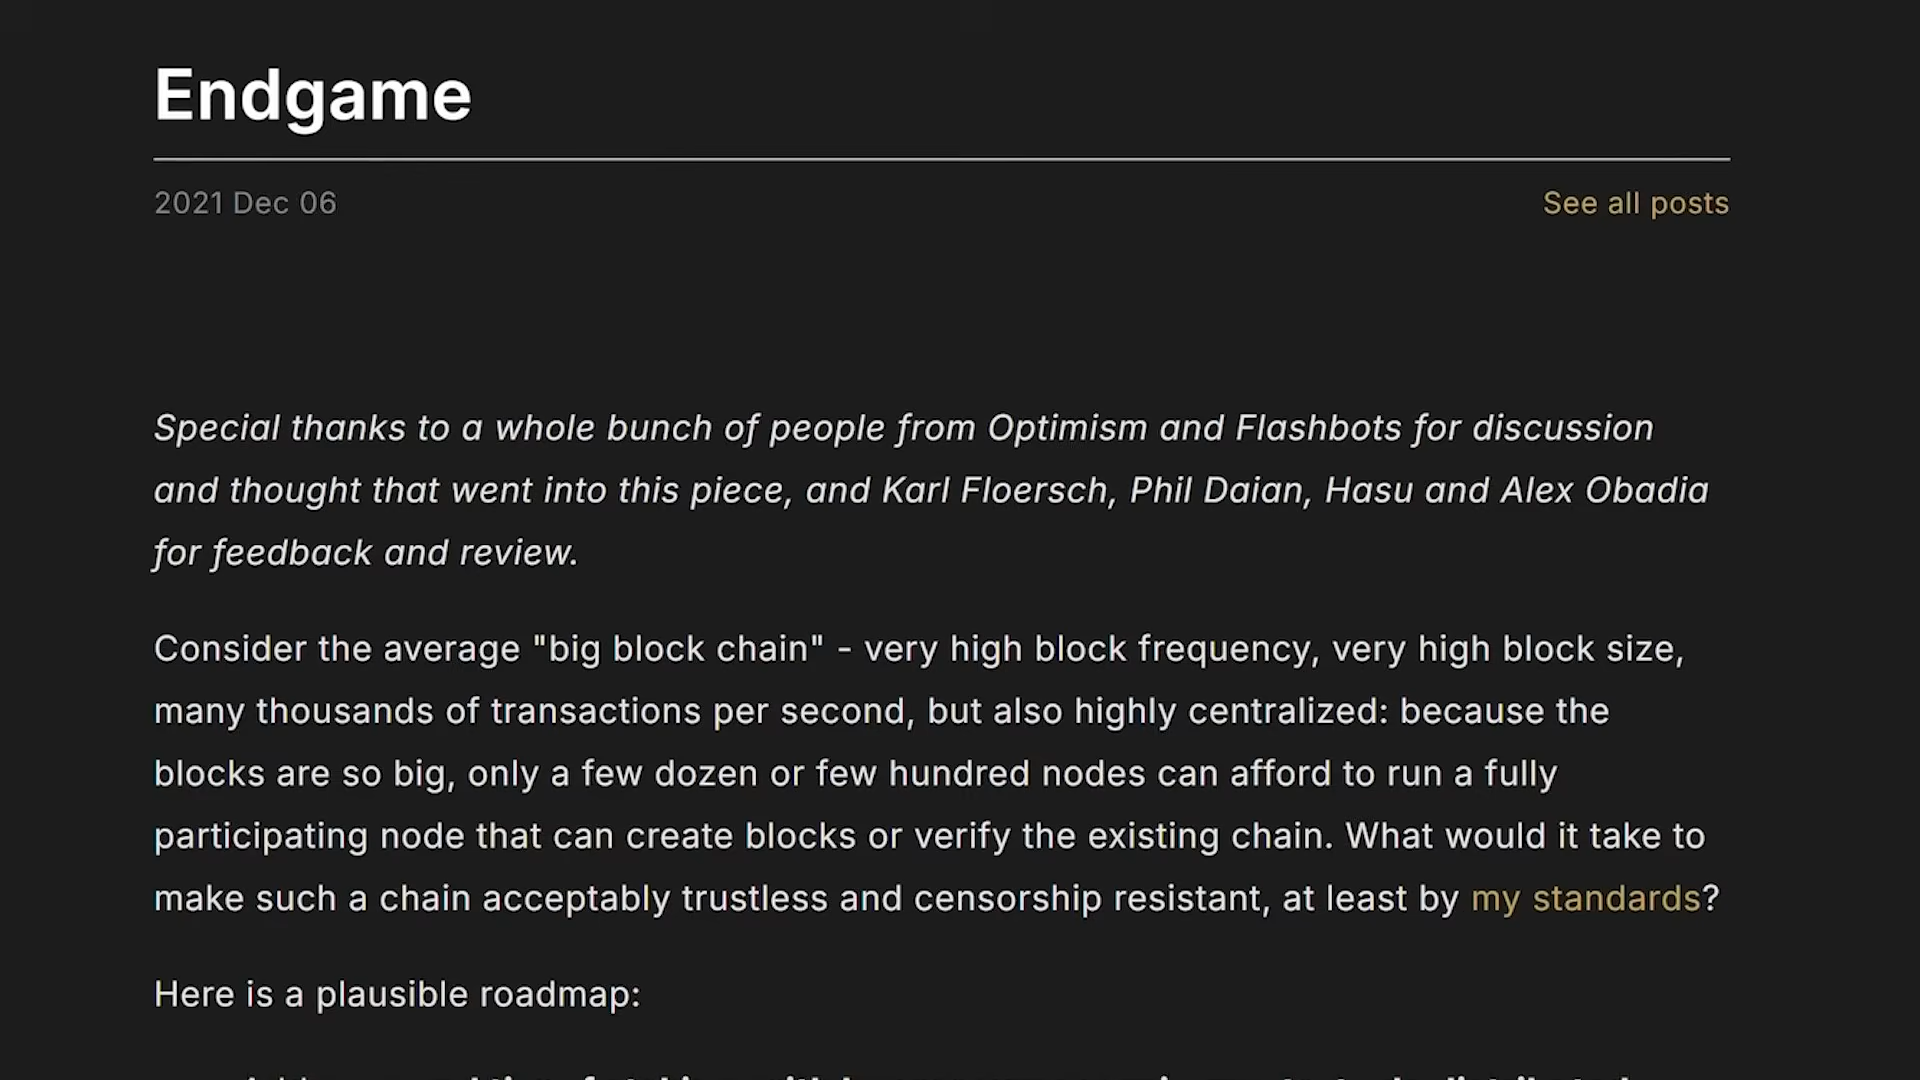 Endgame
2021 Dec 06
See all posts
Special thanks to a whole bunch of people from Optimism and Flashbots for discussion
and thought that went into this piece, and Karl Floersch, Phil Daian, Hasu and Alex Obadia
for feedback and review.
Consider the average "big block chain" - very high block frequency, very high block size,
many thousands of transactions per second, but also highly centralized: because the
blocks are so big, only a few dozen or few hundred nodes can afford to run a fully
participating node that can create blocks or verify the existing chain. What would it take to
make such a chain acceptably trustless and censorship resistant, at least by my standards?
Here is a plausible roadmap: